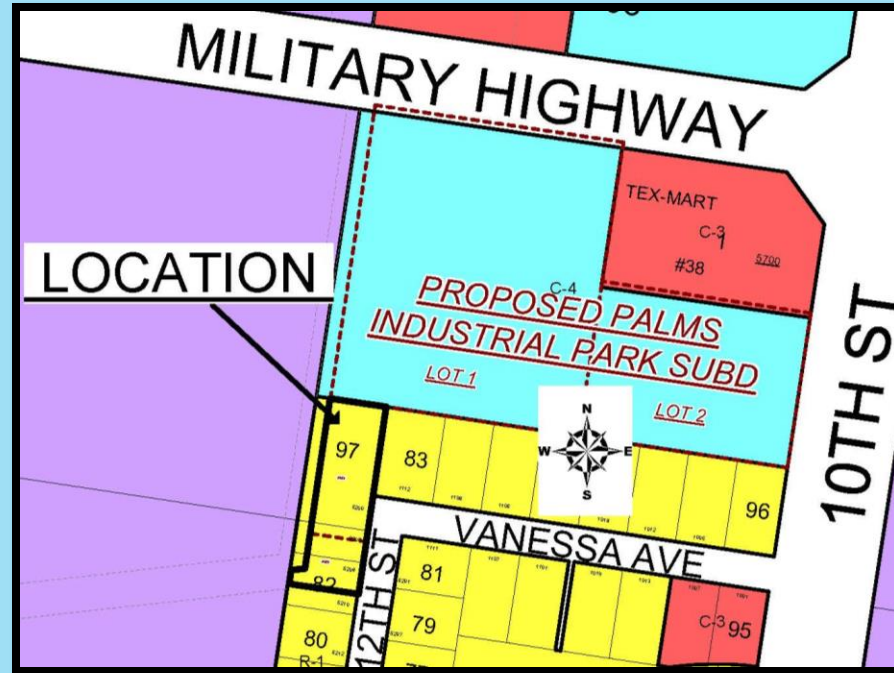 MILITARY HIGHWAY
TEX-MART
C-3
1
#38
5700
LOCATION
C-4
PROPOSED PALMS
INDUSTRIAL PARK SUBD
LOT 1
LOT 2
10TH ST
N
W
E
S
97
83
96
VANESSA AVE
12TH ST
82
81
79
80
R-1
C-3
95